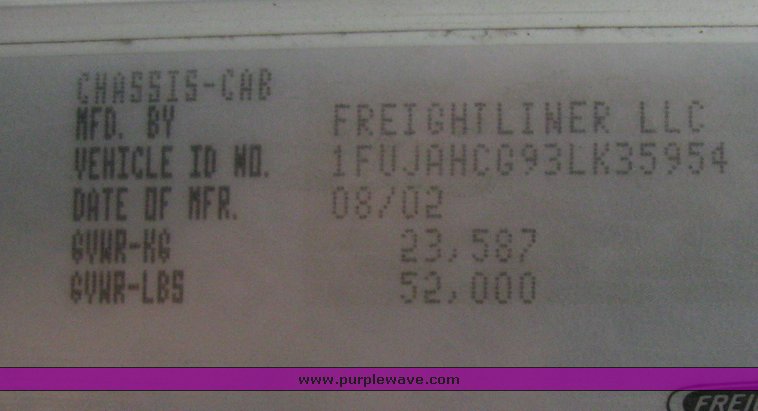 CHASSIS-CAB
MFD. BY FREIGHTLINER LLC
VEHICLE ID NO. 1FUJAHCG93LK35954
DATE OF MFR. 08/02
GVWR-KG 23,587
GVWR-LBS 52,000
www.purplewave.com